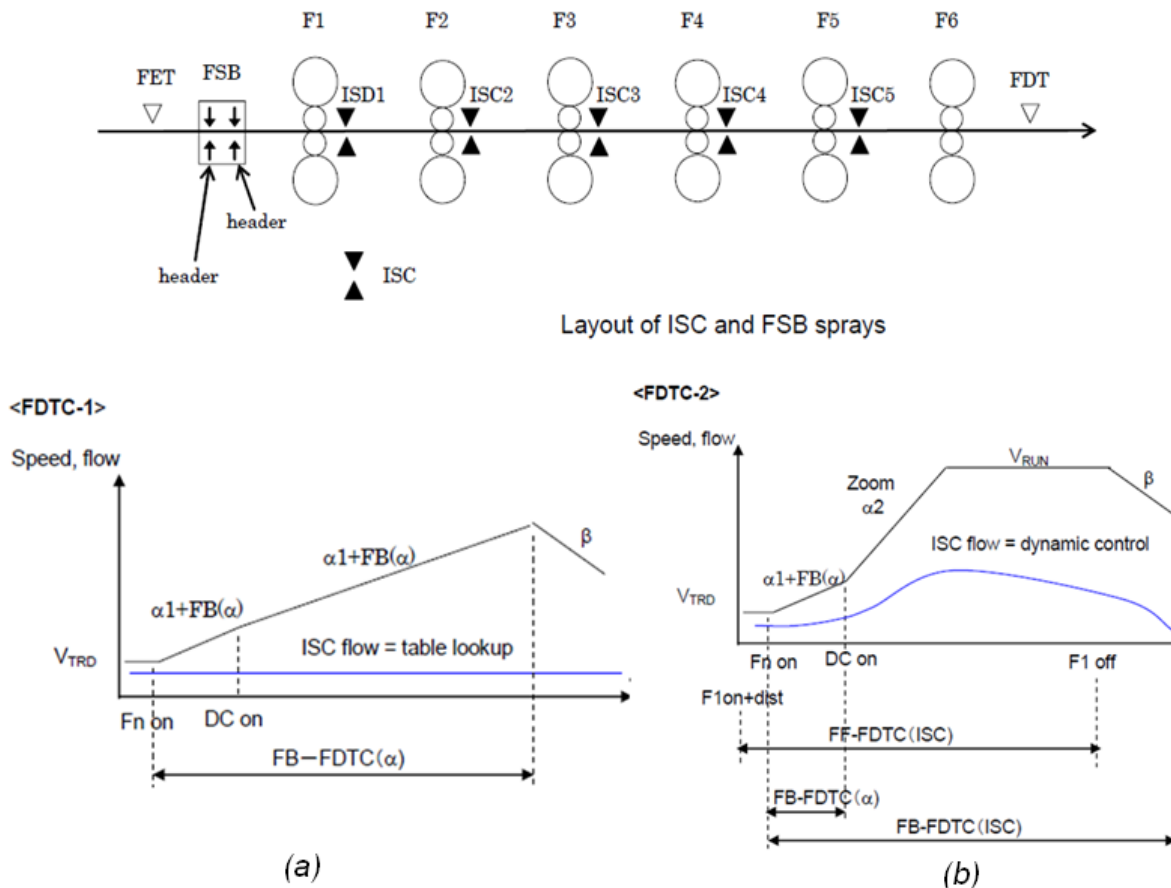 F1 F2 F3 F4 F5 F6
FET FSB FDT
ISD1 ISC2 ISC3 ISC4 ISC5
header
header
ISC
Layout of ISC and FSB sprays
<FDTC-1>
Speed, flow
α1+FB(α)
α1+FB(α)
β
VTRD
ISC flow = table lookup
Fn on DC on
FB－FDTC(α)
(a)
<FDTC-2>
Speed, flow
VRUN
Zoom
α2
β
ISC flow = dynamic control
α1+FB(α)
VTRD
Fn on DC on F1 off
F1on+dist
FF-FDTC(ISC)
FB-FDTC(α)
FB-FDTC(ISC)
(b)